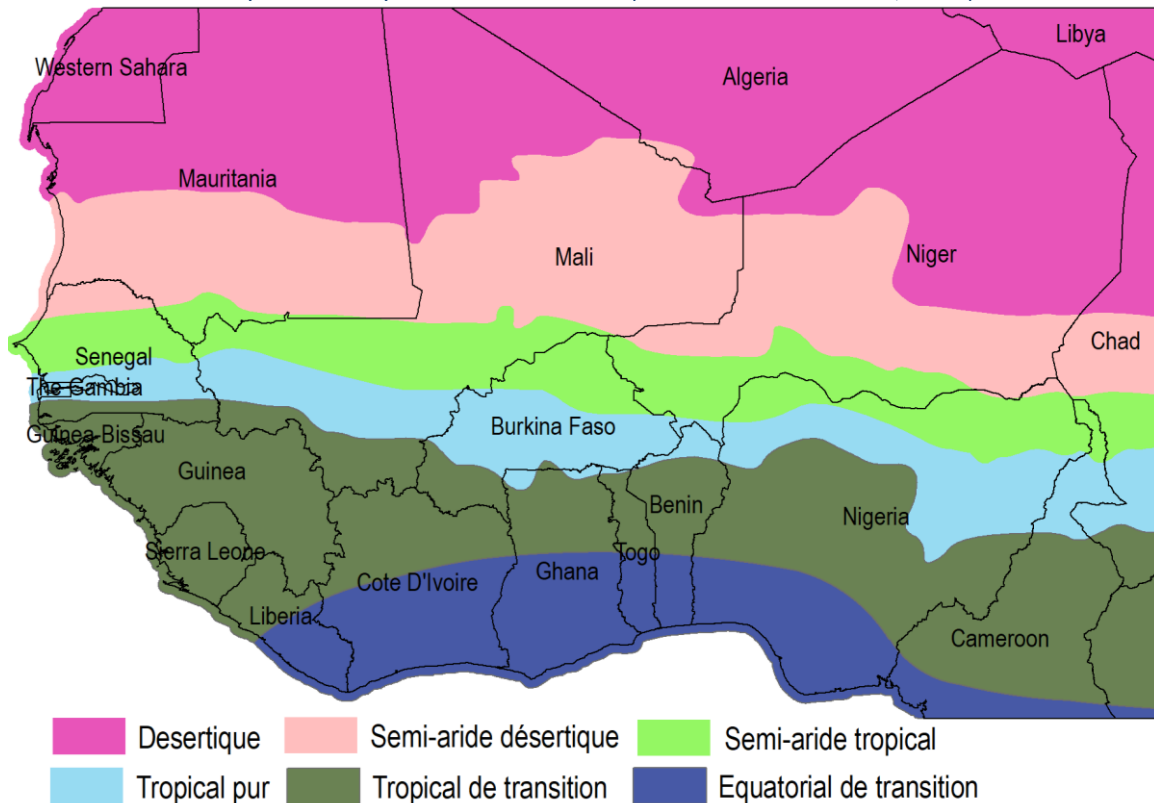 Libya
Western Sahara
Algeria
Mauritania
Mali
Niger
Chad
Senegal
The Gambia
Burkina Faso
Guinea Bissau
Guinea
Benin
Nigeria
Sierra Leone
Togo
Ghana
Cote D'Ivoire
Liberia
Cameroon
Desertique
Semi-aride désertique
Semi-aride tropical
Tropical pur
Tropical de transition
Equatorial de transition